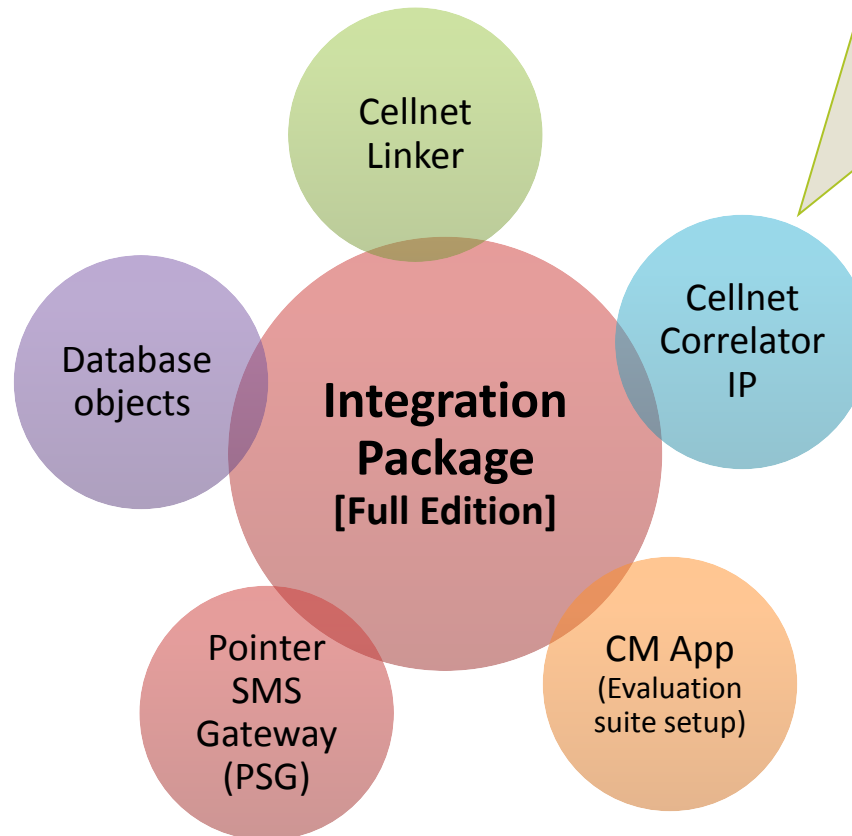 Cellnet
Linker
Cellnet
Correlator
IP
Database
objects
Integration
Package
[Full Edition]
Pointer
SMS
Gateway
(PSG)
CM App
(Evaluation
suite setup)